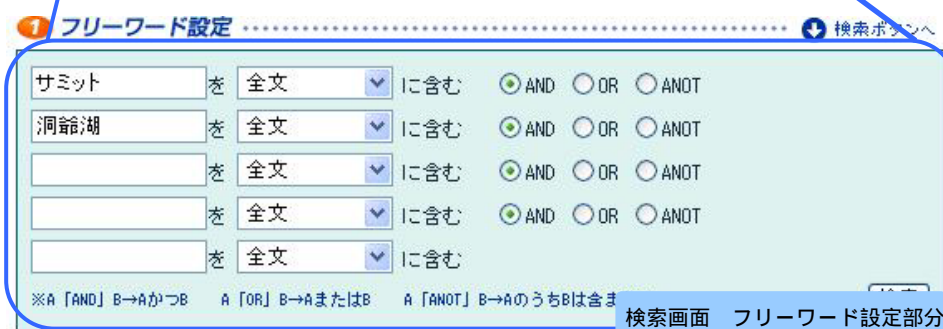 1 フリーワード設定 検索ボタンへ
サミット を 全文 に含む AND OR ANOT
洞爺湖 を 全文 に含む AND OR ANOT
を 全文 に含む AND OR ANOT
を 全文 に含む AND OR ANOT
を 全文 に含む
※A「AND」B→AかつB A「OR」B→AまたはB A「ANOT」B→AのうちBは含ま
検索画面 フリーワード設定部分